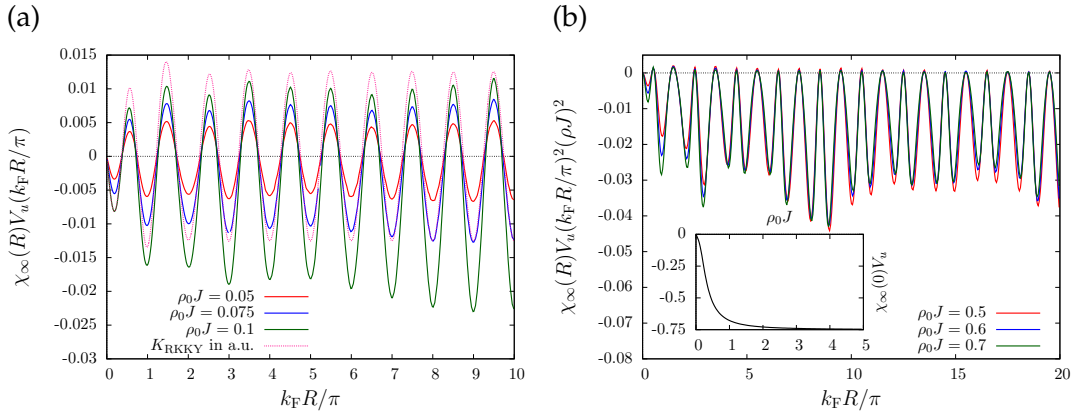 (a)
χ∞(R)Vu(kFR/π)
0.015
0.01
0.005
0
-0.005
-0.01
-0.015
-0.02
-0.025
-0.03
ρ0J = 0.05
ρ0J = 0.075
ρ0J = 0.1
KRKKY in a.u.
0 1 2 3 4 5 6 7 8 9 10
kFR/π
(b)
χ∞(R)Vu(kFR/π)²(ρJ)²
0
-0.01
-0.02
-0.03
-0.04
-0.05
-0.06
-0.07
-0.08
ρ0J
0
-0.25
-0.5
-0.75
0 1 2 3 4 5
χ∞(0)Vu
ρ0J = 0.5
ρ0J = 0.6
ρ0J = 0.7
0 5 10 15 20
kFR/π